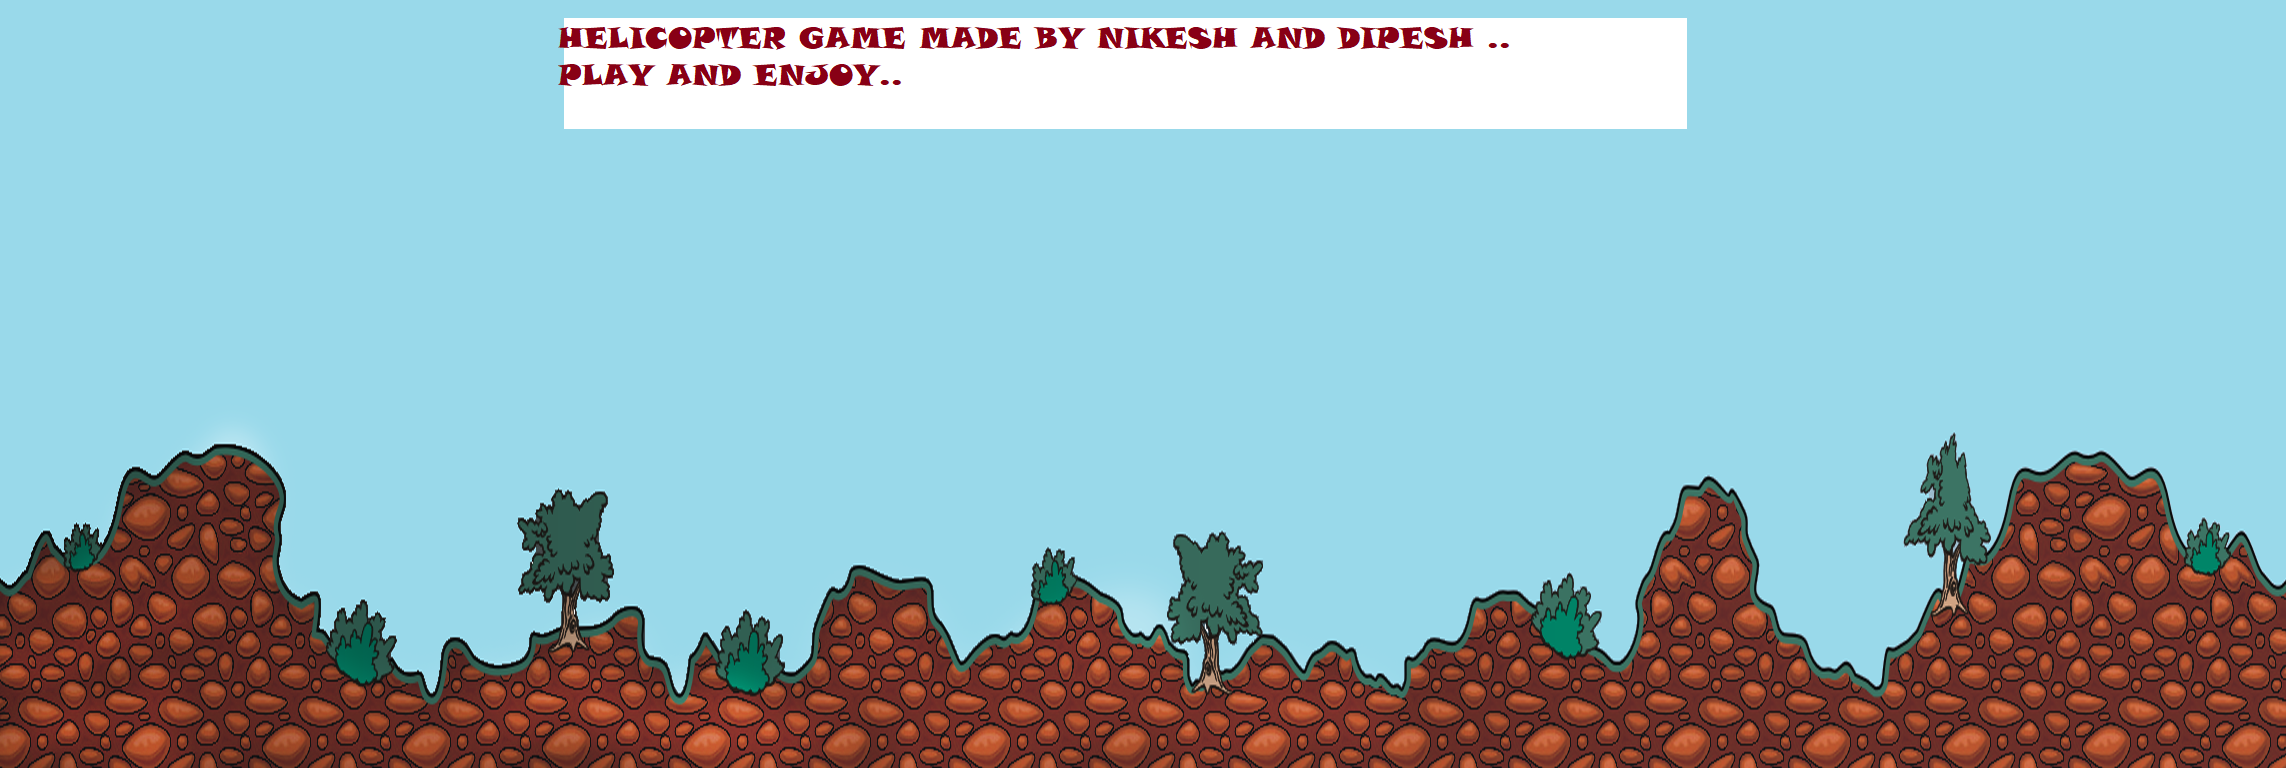 HELICOPTER GAME MADE BY NIKESH AND DIPESH ..
PLAY AND ENJOY..